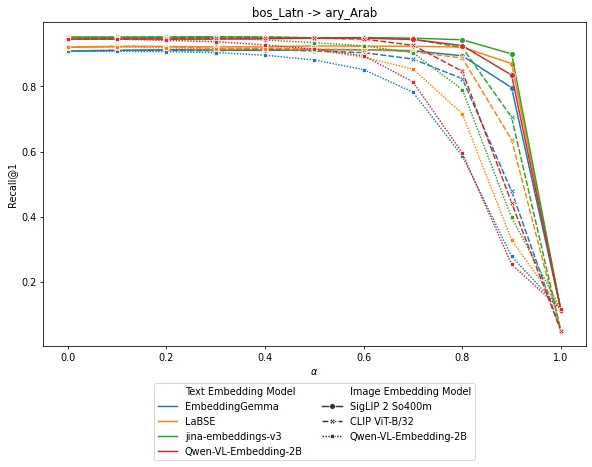 bos_Latn -> ary_Arab
Recall@1
0.8
0.6
0.4
0.2
0.0 0.2 0.4 0.6 0.8 1.0
α
Text Embedding Model
EmbeddingGemma
LaBSE
jina-embeddings-v3
Qwen-VL-Embedding-2B
Image Embedding Model
SigLIP 2 So400m
CLIP ViT-B/32
Qwen-VL-Embedding-2B